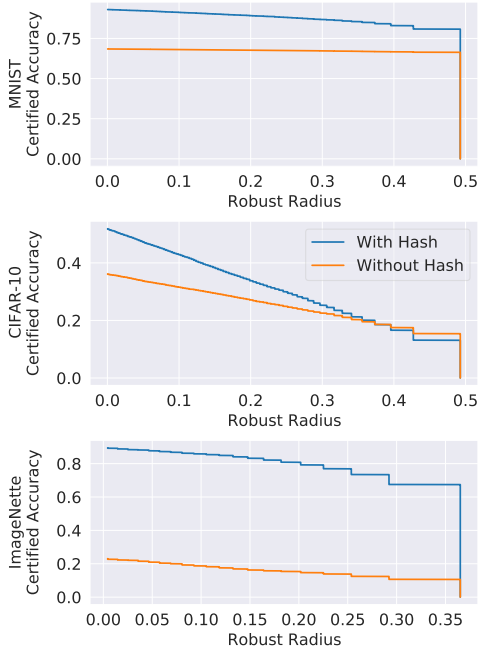 MNIST
Certified Accuracy
0.75
0.50
0.25
0.00
0.0 0.1 0.2 0.3 0.4 0.5
Robust Radius
CIFAR-10
Certified Accuracy
0.4
0.2
0.0
With Hash
Without Hash
0.0 0.1 0.2 0.3 0.4 0.5
Robust Radius
ImageNette
Certified Accuracy
0.8
0.6
0.4
0.2
0.0
0.00 0.05 0.10 0.15 0.20 0.25 0.30 0.35
Robust Radius